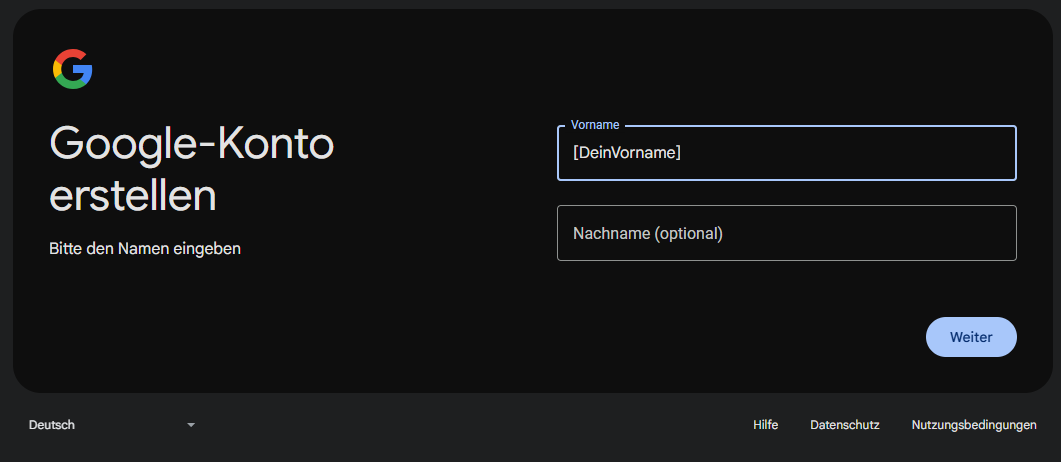 Google-Konto
erstellen
Bitte den Namen eingeben
Vorname
[DeinVorname]
Nachname (optional)
Weiter
Deutsch
Hilfe
Datenschutz
Nutzungsbedingungen